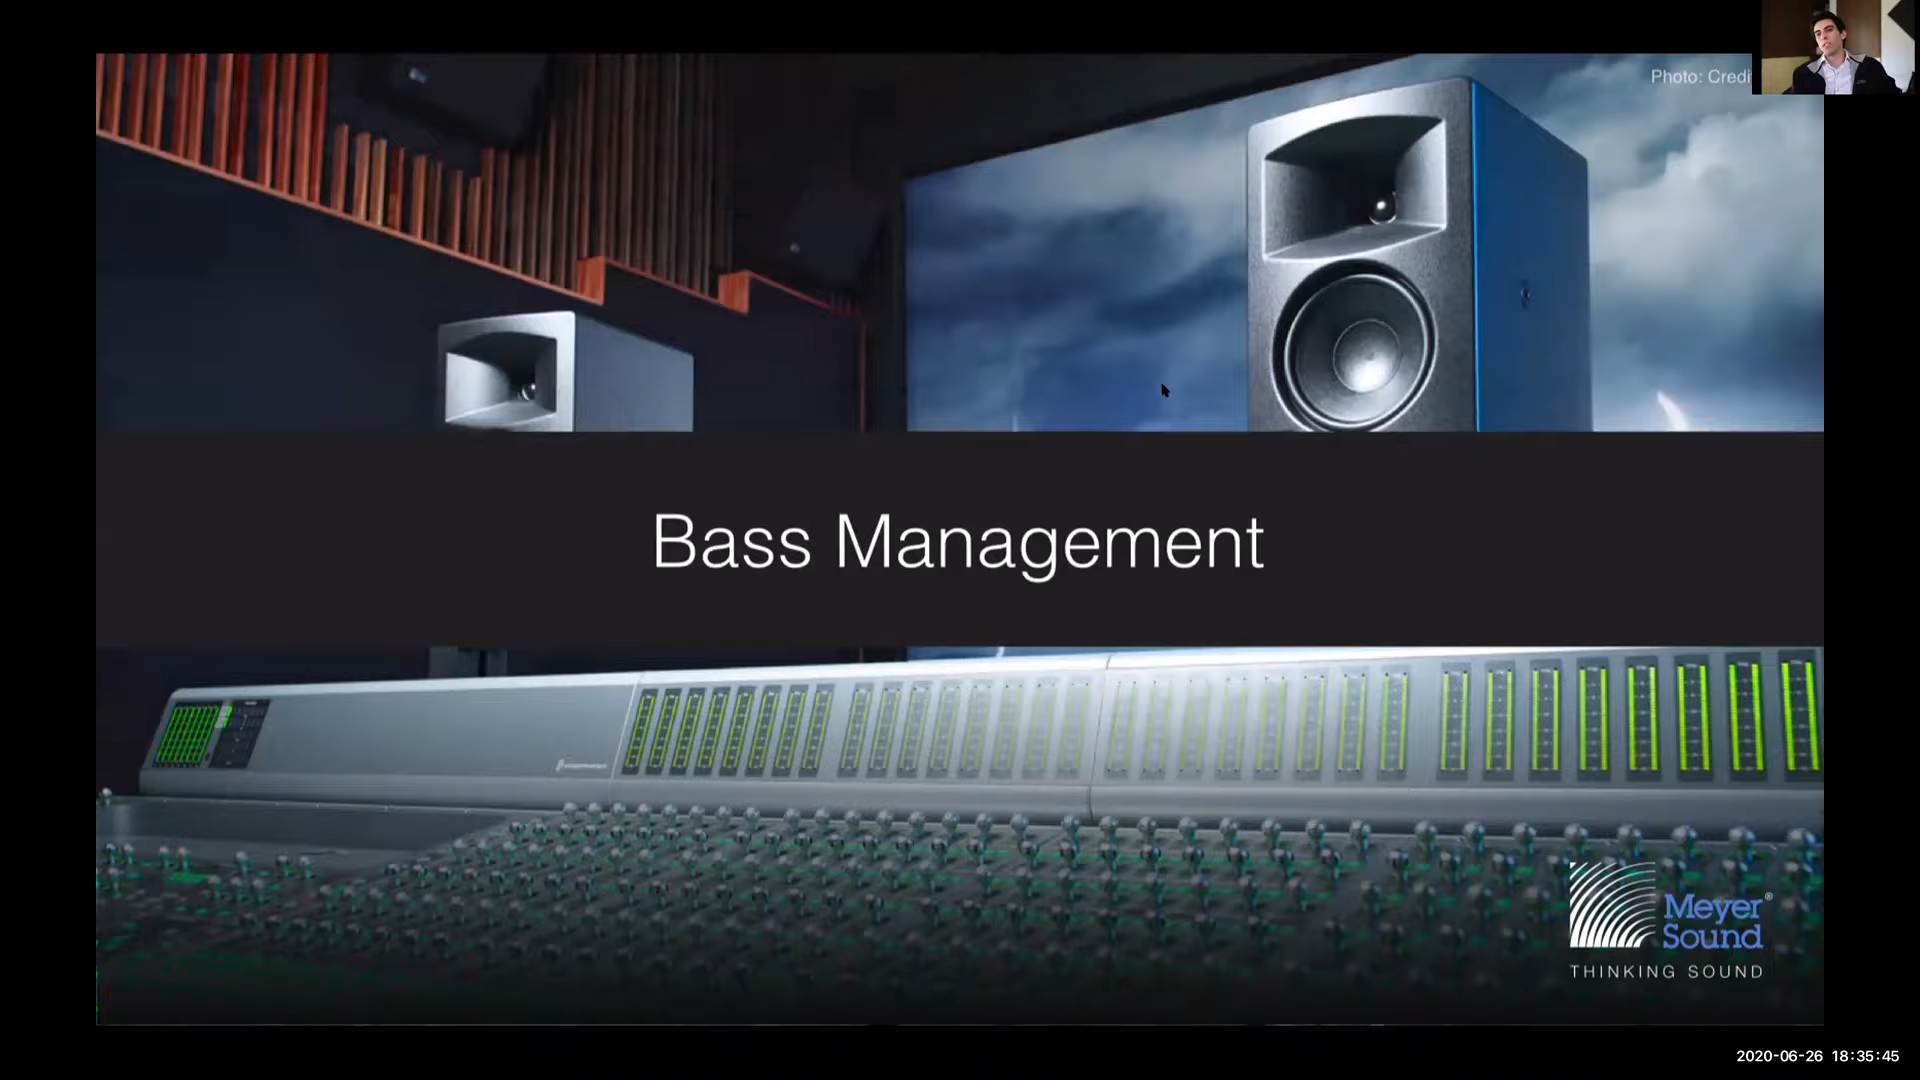 Photo: Credi
Bass Management
Meyer®
Sound
THINKING SOUND
2020-06-26 18:35:45